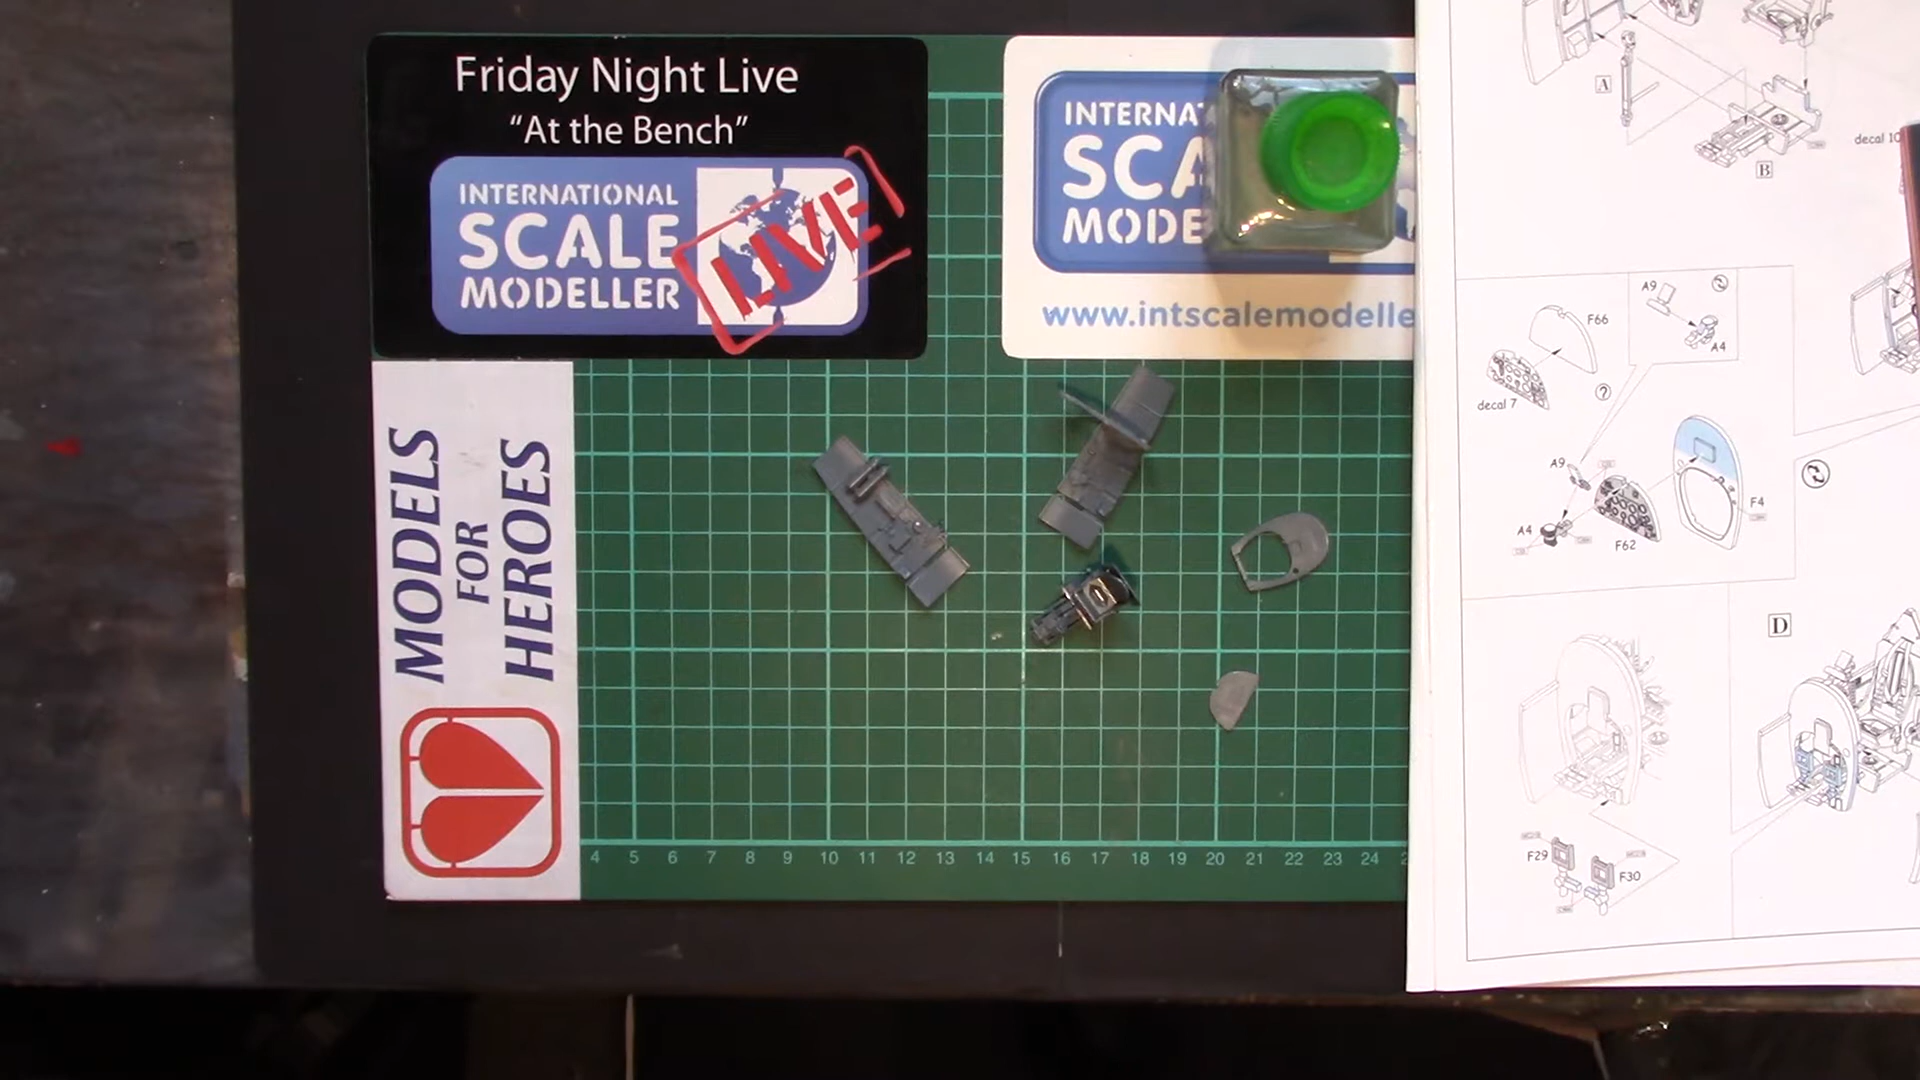 Friday Night Live
“At the Bench”
INTERNATIONAL
SCALE
MODELLER
LIVE!
INTERNA
SCA
MODE
www.intscalemodelle
MODELS
FOR
HEROES
4 5 6 7 8 9 10 11 12 13 14 15 16 17 18 19 20 21 22 23 24
A
B
decal 10
A9
A4
F66
?
decal 7
A9
A4
F62
F4
D
F29
F30